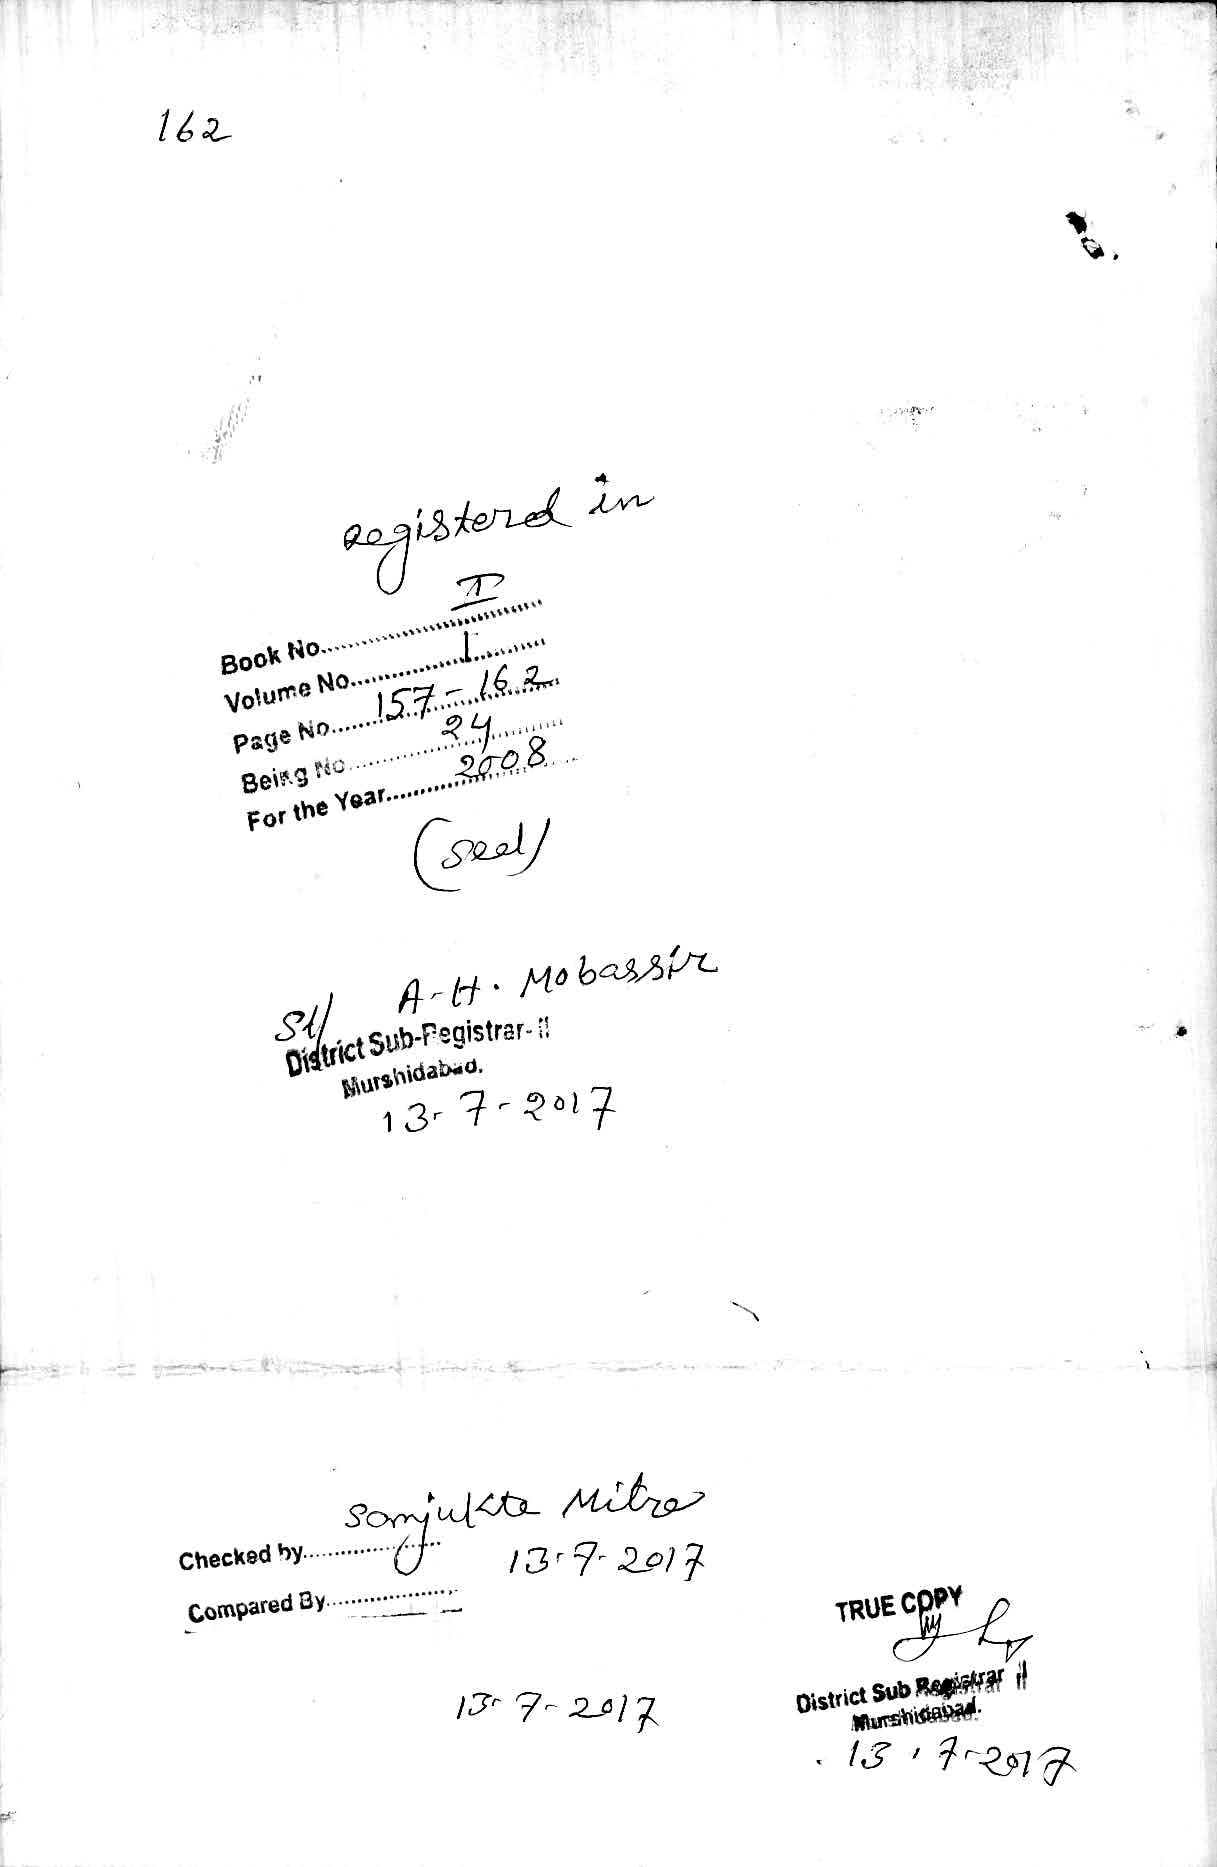 162
registered in
Book No. II
Volume No. I
Page No. 157 - 162
Being No. 24
For the Year 2008
(Seal)
Sd/ A-H. Mobassir
District Sub-Registrar-II
Murshidabad.
13-7-2017
Sanjukta Mitra
Checked by 13-7-2017
Compared By
TRUE COPY
District Sub Registrar II
Murshidabad.
13-7-2017
13-7-2017